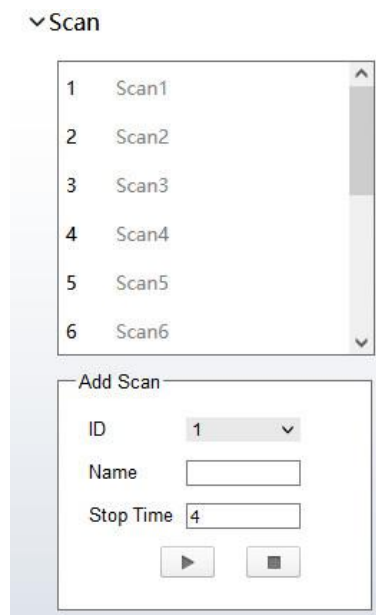 Scan
1 Scan1
2 Scan2
3 Scan3
4 Scan4
5 Scan5
6 Scan6
Add Scan
ID 1
Name
Stop Time 4